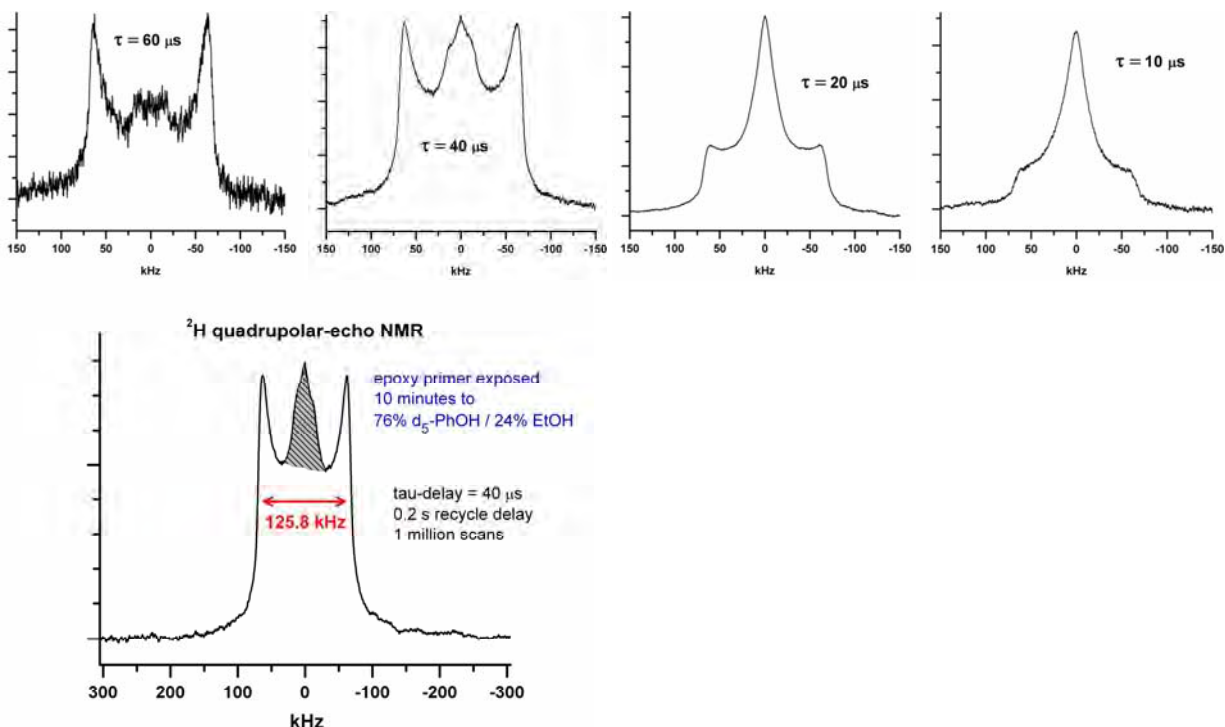 τ = 60 μs
150 100 50 0 -50 -100 -150
kHz
τ = 40 μs
150 100 50 0 -50 -100 -150
kHz
τ = 20 μs
150 100 50 0 -50 -100 -150
kHz
τ = 10 μs
150 100 50 0 -50 -100 -150
kHz
²H quadrupolar-echo NMR
epoxy primer exposed
10 minutes to
76% d₅-PhOH / 24% EtOH
tau-delay = 40 μs
0.2 s recycle delay
1 million scans
125.8 kHz
300 200 100 0 -100 -200 -300
kHz